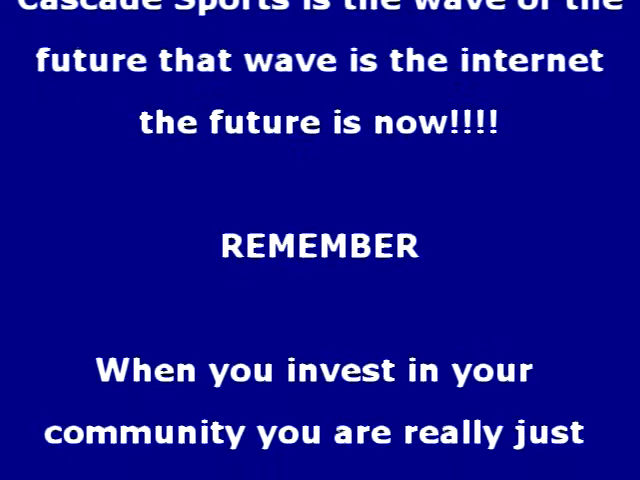 Cascade Sports is the wave of the
future that wave is the internet
the future is now!!!!
REMEMBER
When you invest in your
community you are really just